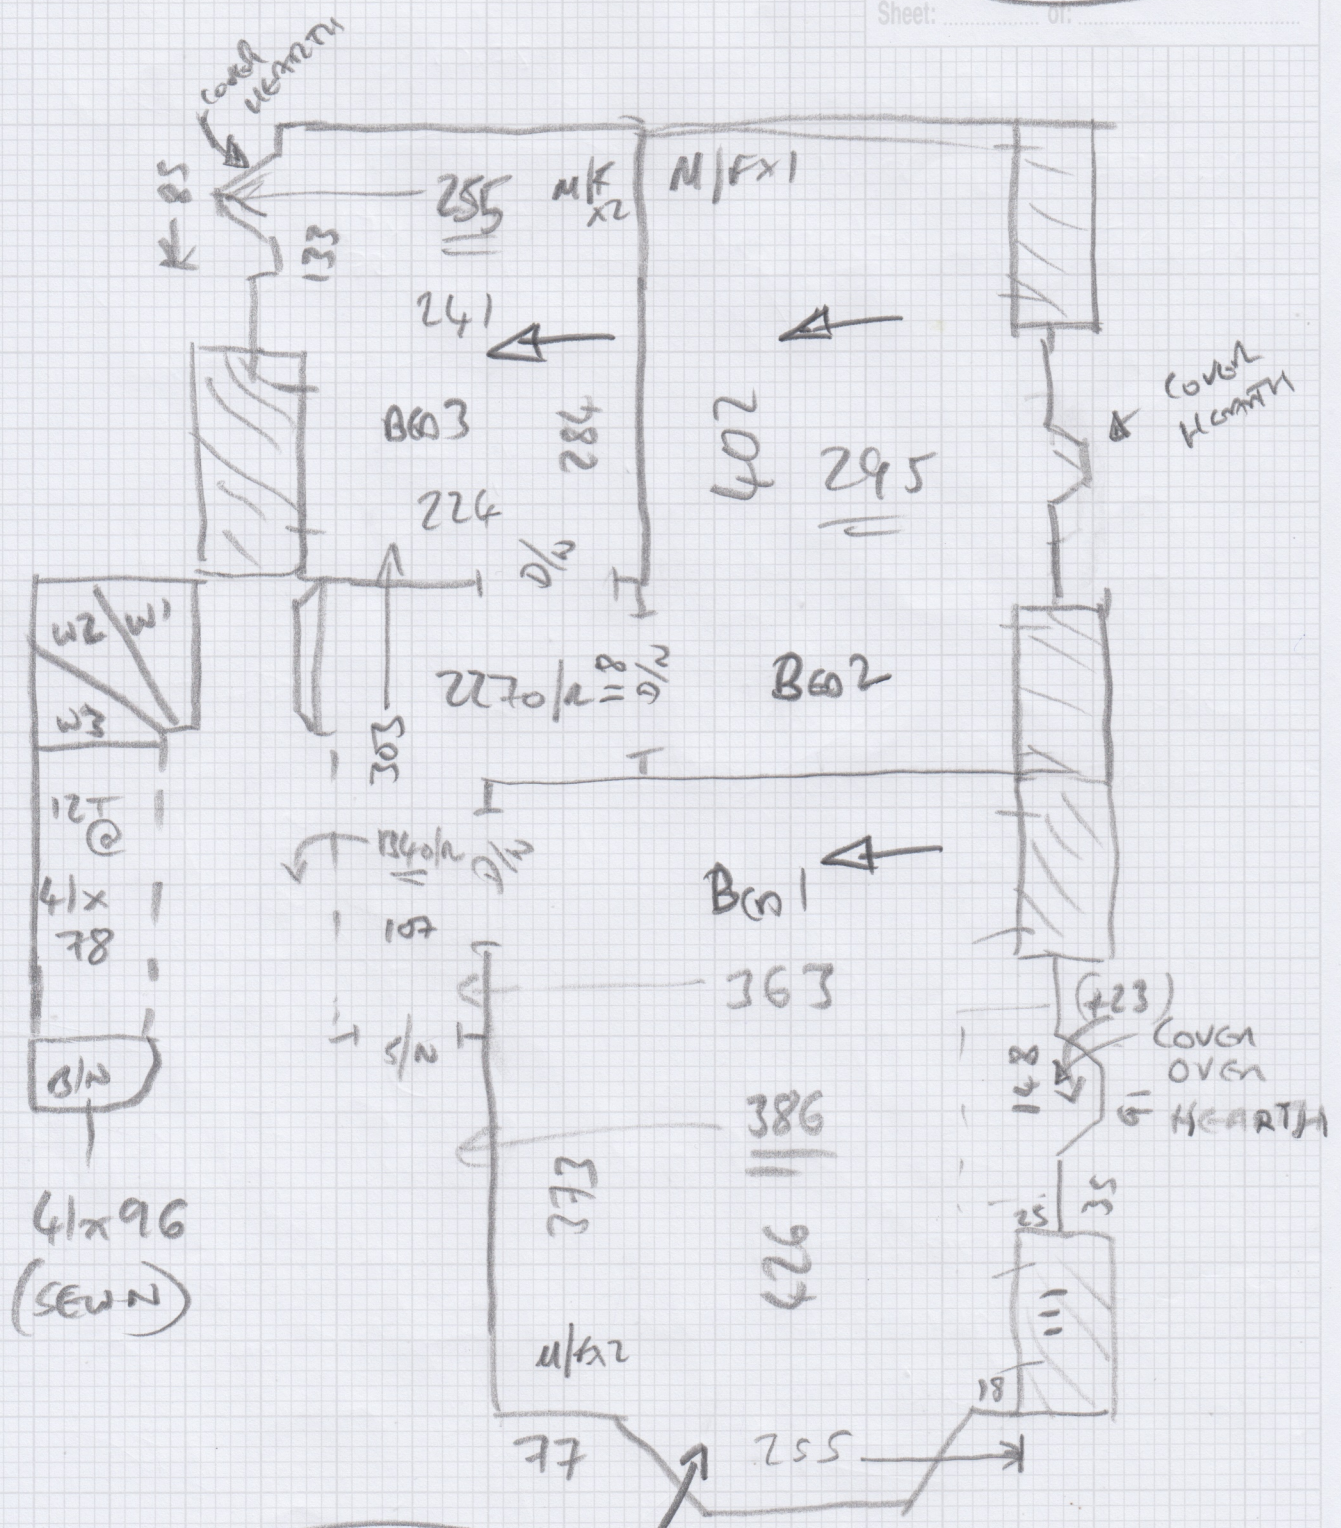 Sheet: of:
COVER
HEARTH
85
255
M/F
x2
M/Fx1
133
241
COVER
HEARTH
BED3
284
402
295
224
D/N
W2 W1
2270/R = 8
D/N
BED2
W3
303
12T
@
41x
78
1340/R
D/N
BED1
107
363
(+23)
S/N
148
COVER
OVER
HEARTH
B/N
386
373
35
25
41x96
(SEWN)
426
111
M/Fx2
18
77
255